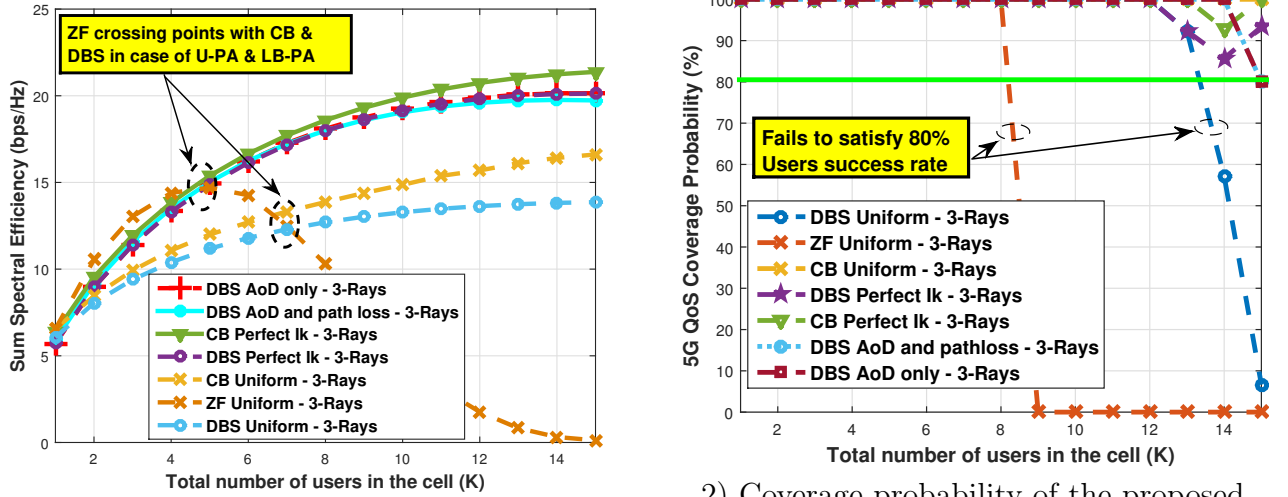 ZF crossing points with CB &
DBS in case of U-PA & LB-PA
Sum Spectral Efficiency (bps/Hz)
25
20
15
10
5
0
2
4
6
8
10
12
14
Total number of users in the cell (K)
DBS AoD only - 3-Rays
DBS AoD and path loss - 3-Rays
CB Perfect Ik - 3-Rays
DBS Perfect Ik - 3-Rays
CB Uniform - 3-Rays
ZF Uniform - 3-Rays
DBS Uniform - 3-Rays
5G QoS Coverage Probability (%)
100
90
80
70
60
50
40
30
20
10
0
2
4
6
8
10
12
14
Total number of users in the cell (K)
Fails to satisfy 80%
Users success rate
DBS Uniform - 3-Rays
ZF Uniform - 3-Rays
CB Uniform - 3-Rays
DBS Perfect Ik - 3-Rays
CB Perfect Ik - 3-Rays
DBS AoD and pathloss - 3-Rays
DBS AoD only - 3-Rays
2) Coverage probability of the proposed